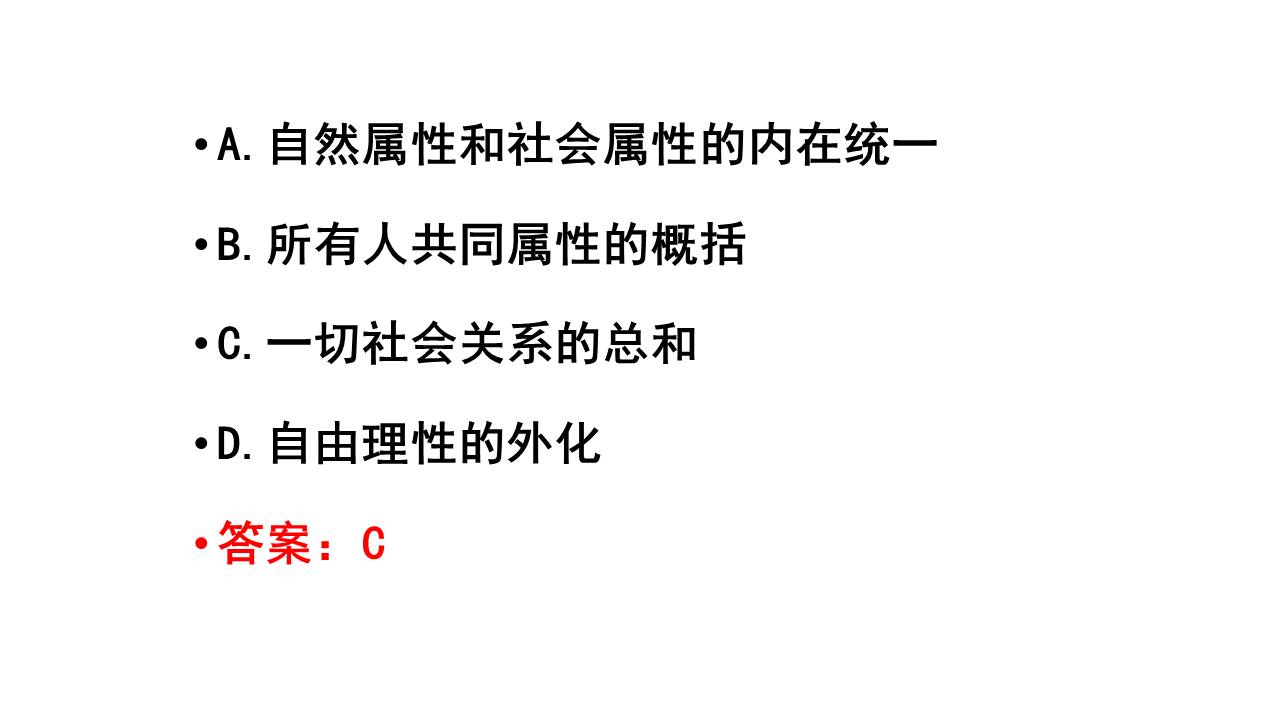 •A.自然属性和社会属性的内在统一
•B.所有人共同属性的概括
•C.一切社会关系的总和
•D.自由理性的外化
•答案：C